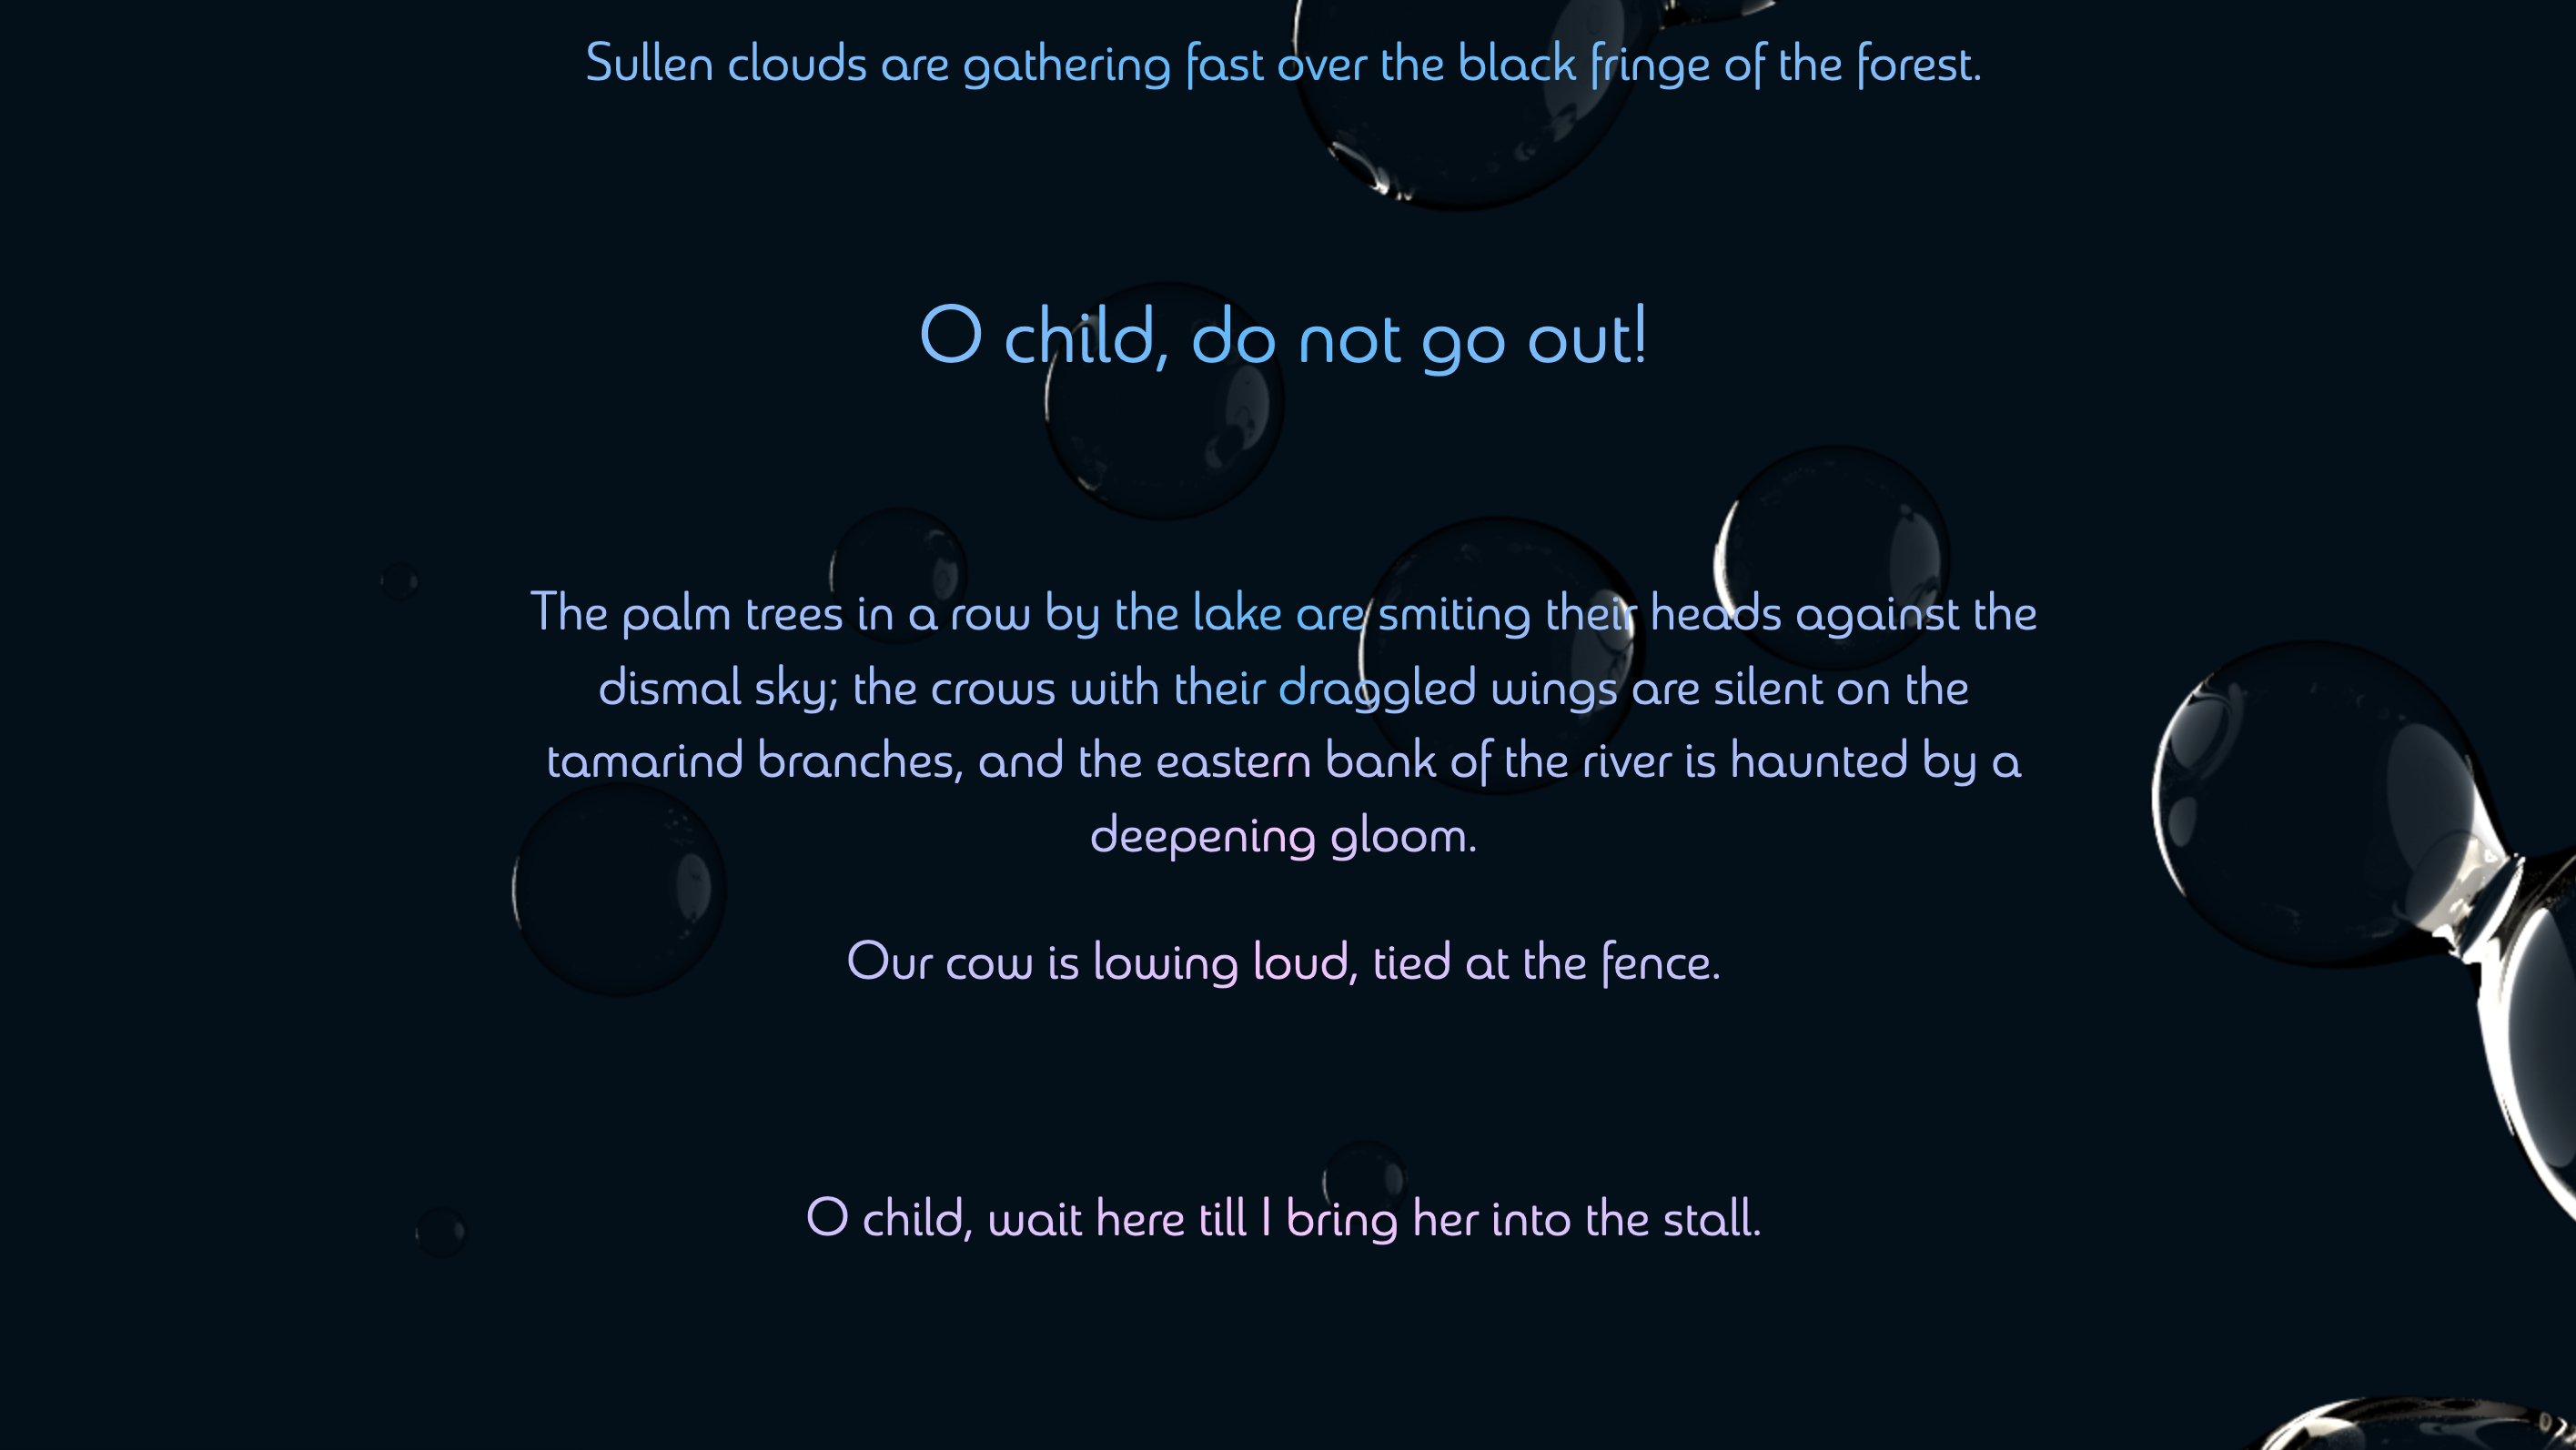 Sullen clouds are gathering fast over the black fringe of the forest.
O child, do not go out!
The palm trees in a row by the lake are smiting their heads against the
dismal sky; the crows with their draggled wings are silent on the
tamarind branches, and the eastern bank of the river is haunted by a
deepening gloom.
Our cow is lowing loud, tied at the fence.
O child, wait here till I bring her into the stall.